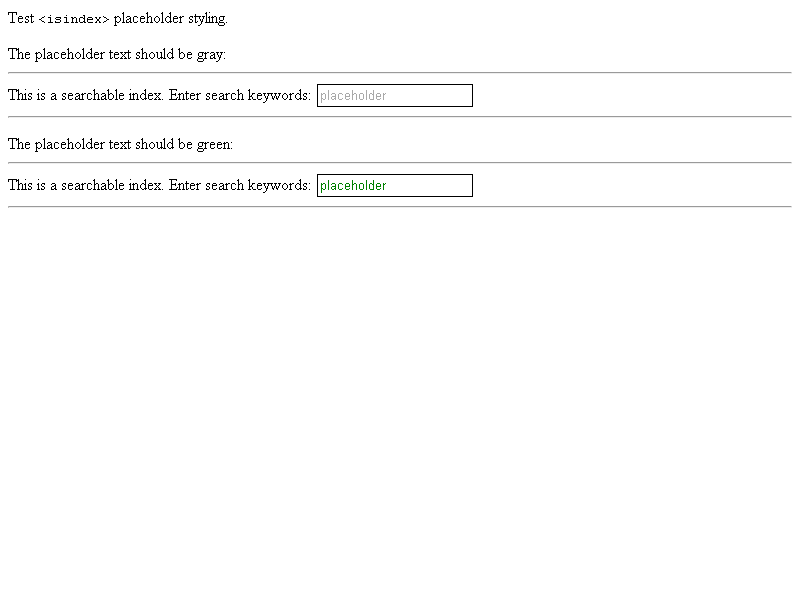 Test <isindex> placeholder styling.
The placeholder text should be gray:
This is a searchable index. Enter search keywords: placeholder
The placeholder text should be green:
This is a searchable index. Enter search keywords: placeholder